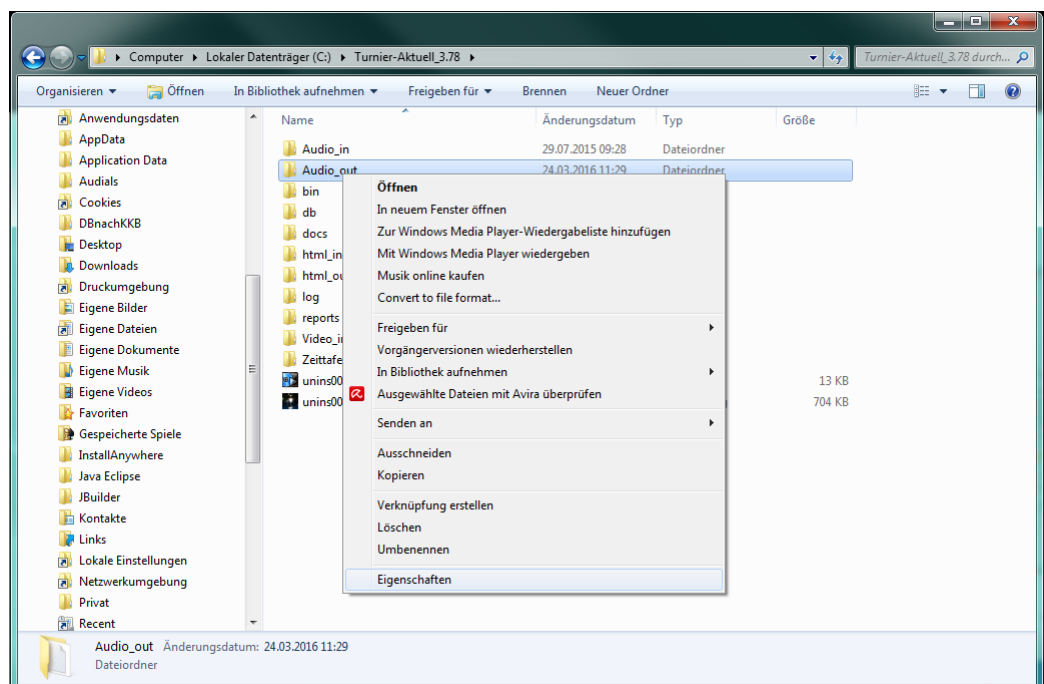 Computer ▸ Lokaler Datenträger (C:) ▸ Turnier-Aktuell_3.78 ▸
Turnier-Aktuell_3.78 durch...
Organisieren Öffnen In Bibliothek aufnehmen Freigeben für Brennen Neuer Ordner
Anwendungsdaten
AppData
Application Data
Audials
Cookies
DBnachKKB
Desktop
Downloads
Druckumgebung
Eigene Bilder
Eigene Dateien
Eigene Dokumente
Eigene Musik
Eigene Videos
Favoriten
Gespeicherte Spiele
InstallAnywhere
Java Eclipse
JBuilder
Kontakte
Links
Lokale Einstellungen
Netzwerkumgebung
Privat
Recent
Name Änderungsdatum Typ Größe
Audio_in 29.07.2015 09:28 Dateiordner
Audio_out 24.03.2016 11:29 Dateiordner
bin
db
docs
html_in
html_ou
log
reports
Video_i
Zeittafe
unins00 13 KB
unins00 704 KB
Öffnen
In neuem Fenster öffnen
Zur Windows Media Player-Wiedergabeliste hinzufügen
Mit Windows Media Player wiedergeben
Musik online kaufen
Convert to file format...
Freigeben für
Vorgängerversionen wiederherstellen
In Bibliothek aufnehmen
Ausgewählte Dateien mit Avira überprüfen
Senden an
Ausschneiden
Kopieren
Verknüpfung erstellen
Löschen
Umbenennen
Eigenschaften
Audio_out Änderungsdatum: 24.03.2016 11:29
Dateiordner